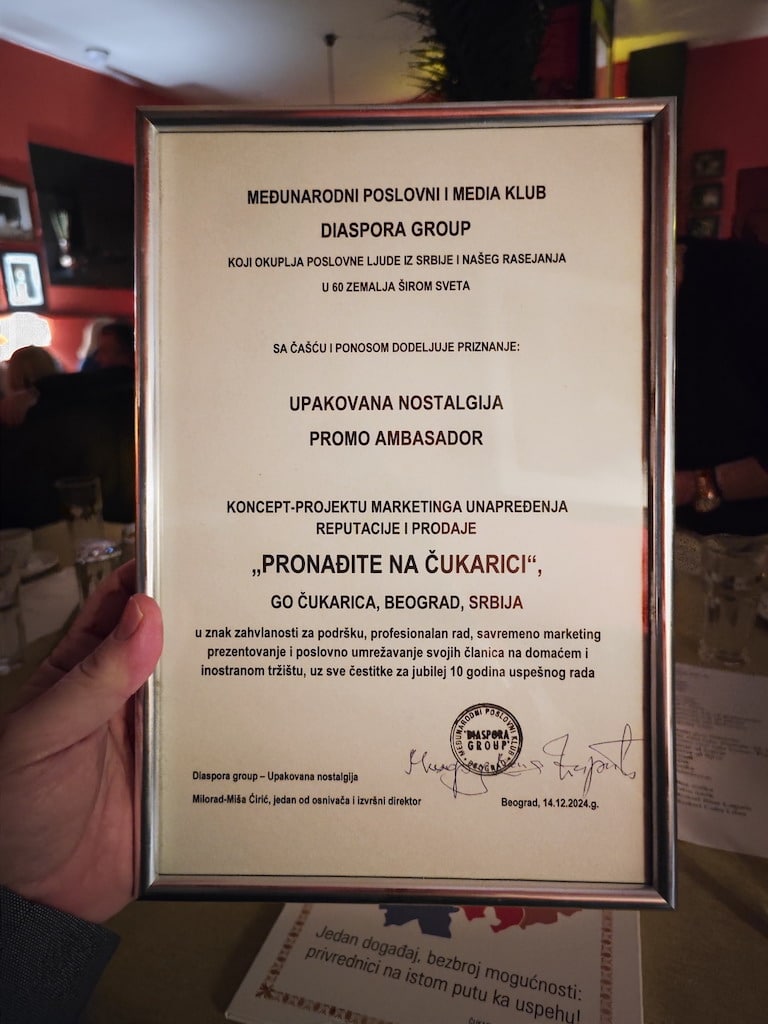 MEĐUNARODNI POSLOVNI I MEDIA KLUB
DIASPORA GROUP
KOJI OKUPLJA POSLOVNE LJUDE IZ SRBIJE I NAŠEG RASEJANJA
U 60 ZEMALJA ŠIROM SVETA
SA ČAŠĆU I PONOSOM DODELJUJE PRIZNANJE:
UPAKOVANA NOSTALGIJA
PROMO AMBASADOR
KONCEPT-PROJEKTU MARKETINGA UNAPREĐENJA
REPUTACIJE I PRODAJE
„PRONAĐITE NA ČUKARICI“,
GO ČUKARICA, BEOGRAD, SRBIJA
u znak zahvalnosti za podršku, profesionalan rad, savremeno marketing
prezentovanje i poslovno umrežavanje svojih članica na domaćem i
inostranom tržištu, uz sve čestitke za jubilej 10 godina uspešnog rada
MEĐUNARODNI POSLOVNI KLUB
"DIASPORA
GROUP"
BEOGRAD
Diaspora group – Upakovana nostalgija
Milorad-Miša Ćirić, jedan od osnivača i izvršni direktor
Beograd, 14.12.2024.g.
Jedan događaj, bezbroj mogućnosti:
privrednici na istom putu ka uspehu!